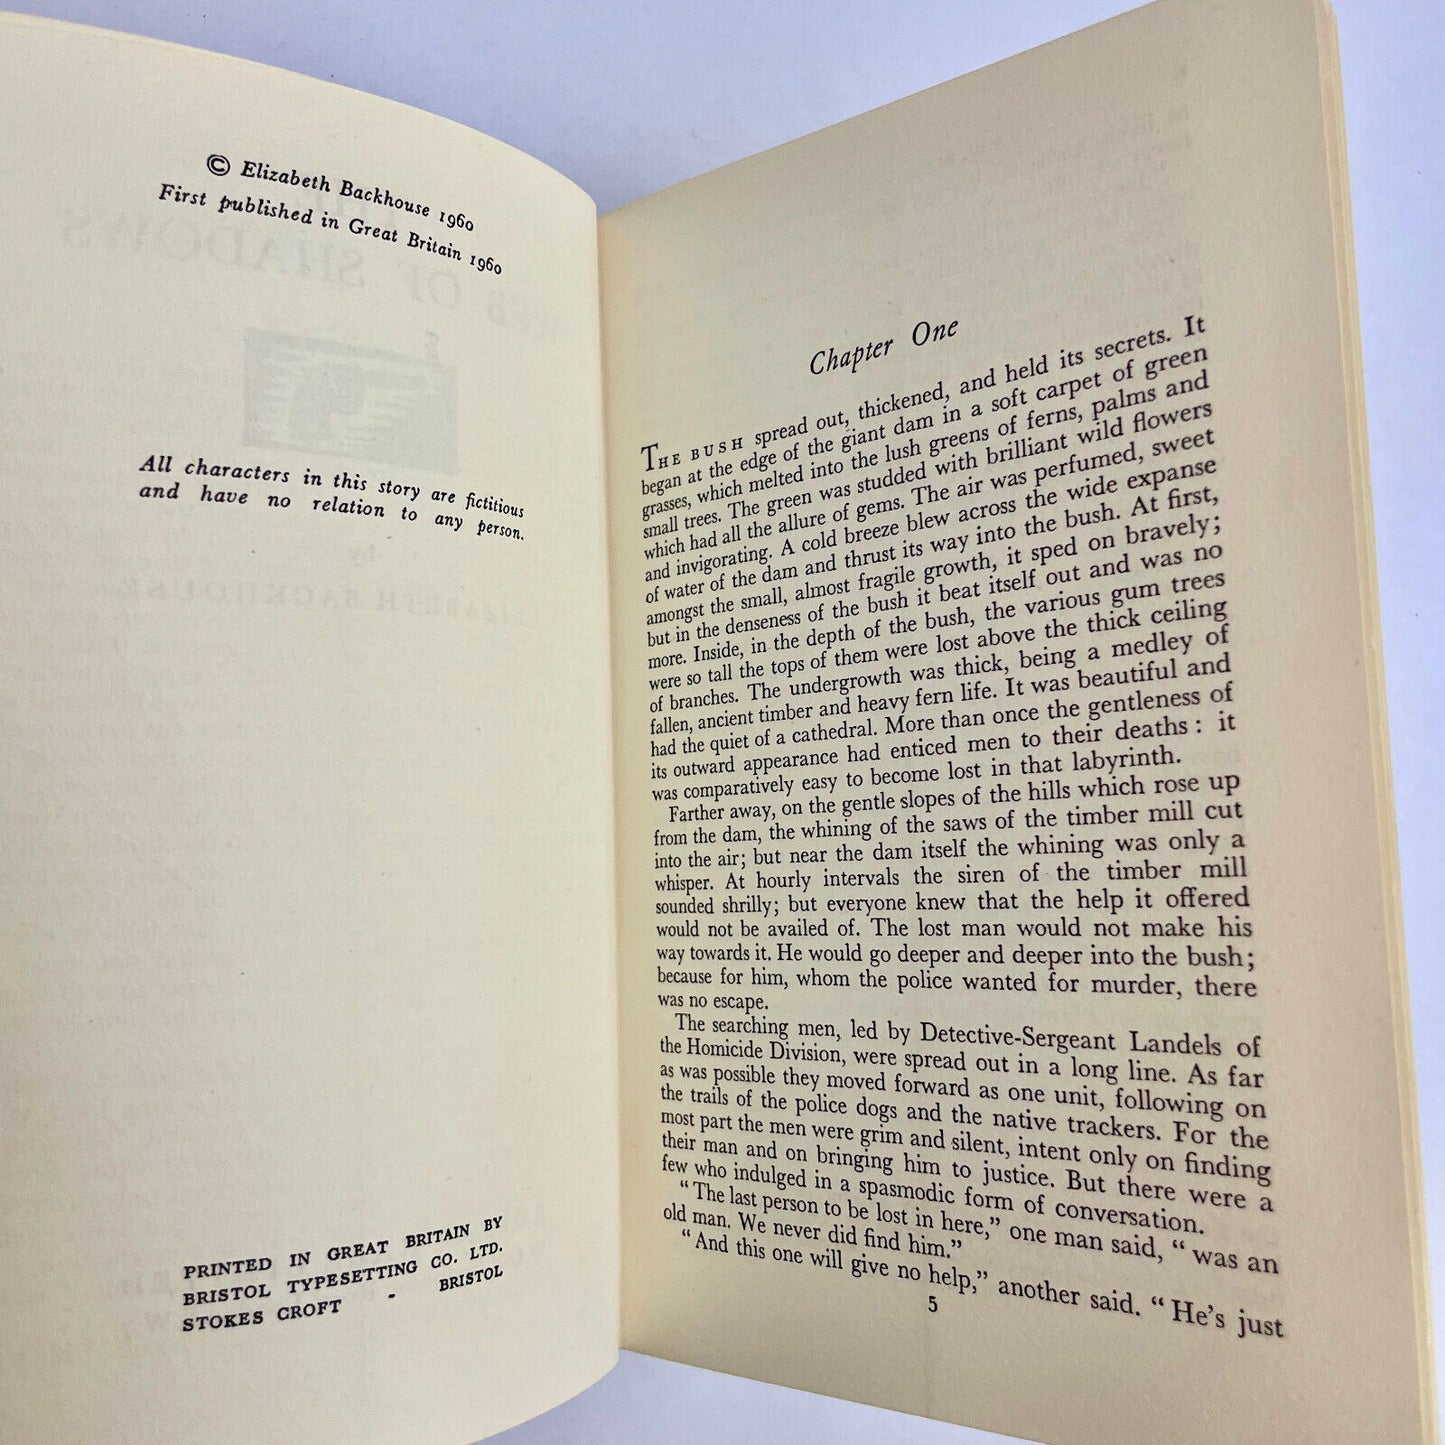 © Elizabeth Backhouse 1960
First published in Great Britain 1960
All characters in this story are fictitious
and have no relation to any person.
PRINTED IN GREAT BRITAIN BY
BRISTOL TYPESETTING CO. LTD.
STOKES CROFT - BRISTOL
Chapter One
THE BUSH spread out, thickened, and held its secrets. It
began at the edge of the giant dam in a soft carpet of green
grasses, which melted into the lush greens of ferns, palms and
small trees. The green was studded with brilliant wild flowers
which had all the allure of gems. The air was perfumed, sweet
and invigorating. A cold breeze blew across the wide expanse
of water of the dam and thrust its way into the bush. At first,
amongst the small, almost fragile growth, it sped on bravely;
but in the denseness of the bush it beat itself out and was no
more. Inside, in the depth of the bush, the various gum trees
were so tall the tops of them were lost above the thick ceiling
of branches. The undergrowth was thick, being a medley of
fallen, ancient timber and heavy fern life. It was beautiful and
had the quiet of a cathedral. More than once the gentleness of
its outward appearance had enticed men to their deaths: it
was comparatively easy to become lost in that labyrinth.
Farther away, on the gentle slopes of the hills which rose up
from the dam, the whining of the saws of the timber mill cut
into the air; but near the dam itself the whining was only a
whisper. At hourly intervals the siren of the timber mill
sounded shrilly; but everyone knew that the help it offered
would not be availed of. The lost man would not make his
way towards it. He would go deeper and deeper into the bush;
because for him, whom the police wanted for murder, there
was no escape.
The searching men, led by Detective-Sergeant Landels of
the Homicide Division, were spread out in a long line. As far
as was possible they moved forward as one unit, following on
the trails of the police dogs and the native trackers. For the
most part the men were grim and silent, intent only on finding
their man and on bringing him to justice. But there were a
few who indulged in a spasmodic form of conversation.
"The last person to be lost in here," one man said, "was an
old man. We never did find him."
"And this one will give no help," another said. "He's just
5